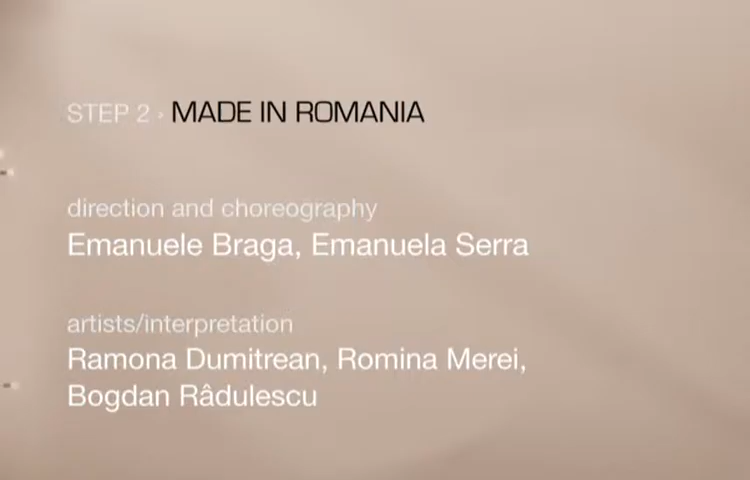 STEP 2 › MADE IN ROMANIA
direction and choreography
Emanuele Braga, Emanuela Serra
artists/interpretation
Ramona Dumitrean, Romina Merei,
Bogdan Râdulescu